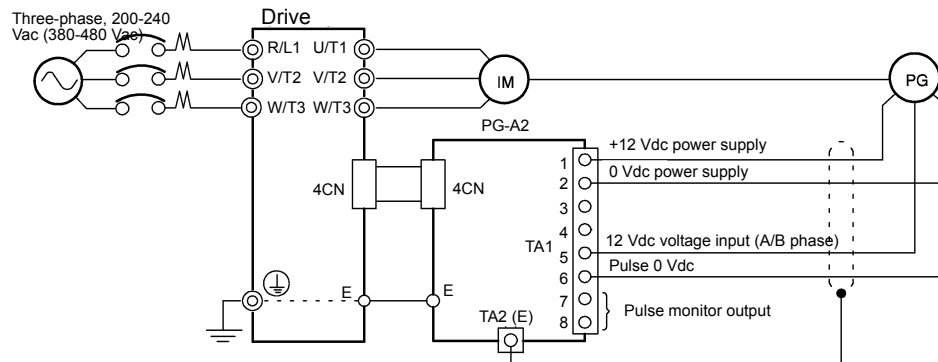 Three-phase, 200-240
Vac (380-480 Vac)
Drive
R/L1 U/T1
V/T2 V/T2
W/T3 W/T3
IM
PG
PG-A2
+12 Vdc power supply
1
0 Vdc power supply
2
4CN 4CN
3
4
TA1
12 Vdc voltage input (A/B phase)
5
Pulse 0 Vdc
6
E E
7
Pulse monitor output
TA2 (E)
8